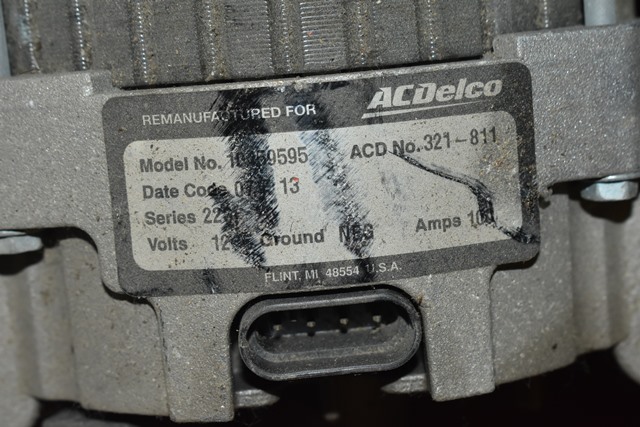 ACDelco
REMANUFACTURED FOR
Model No. ACD No. 321-811
Date Code 13
Series
Volts Ground Amps
FLINT, MI 48554 U.S.A.